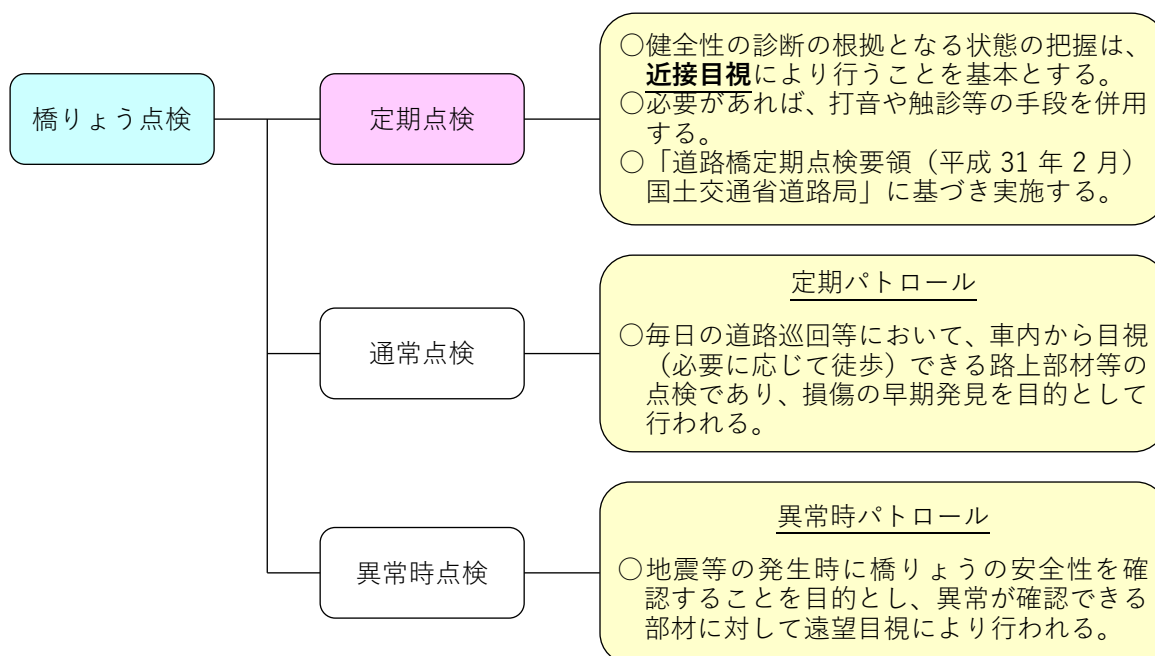 橋りょう点検
定期点検
○健全性の診断の根拠となる状態の把握は、
近接目視により行うことを基本とする。
○必要があれば、打音や触診等の手段を併用
する。
○「道路橋定期点検要領（平成 31 年 2 月）
国土交通省道路局」に基づき実施する。
通常点検
定期パトロール
○毎日の道路巡回等において、車内から目視
（必要に応じて徒歩）できる路上部材等の
点検であり、損傷の早期発見を目的として
行われる。
異常時点検
異常時パトロール
○地震等の発生時に橋りょうの安全性を確
認することを目的とし、異常が確認できる
部材に対して遠望目視により行われる。